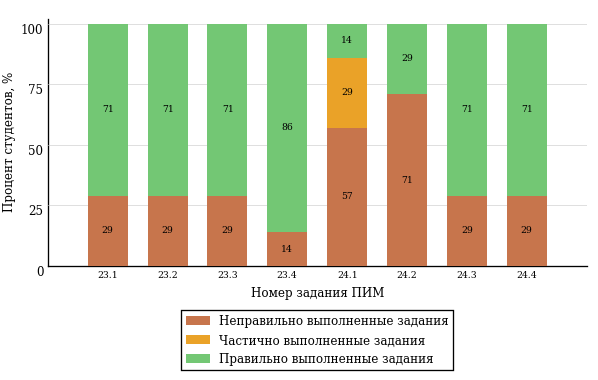 Процент студентов, %
100
75
50
25
0
71 71 71 86 14 29 71 71
29
29 29 29 14 57 71 29 29
23.1 23.2 23.3 23.4 24.1 24.2 24.3 24.4
Номер задания ПИМ
Неправильно выполненные задания
Частично выполненные задания
Правильно выполненные задания